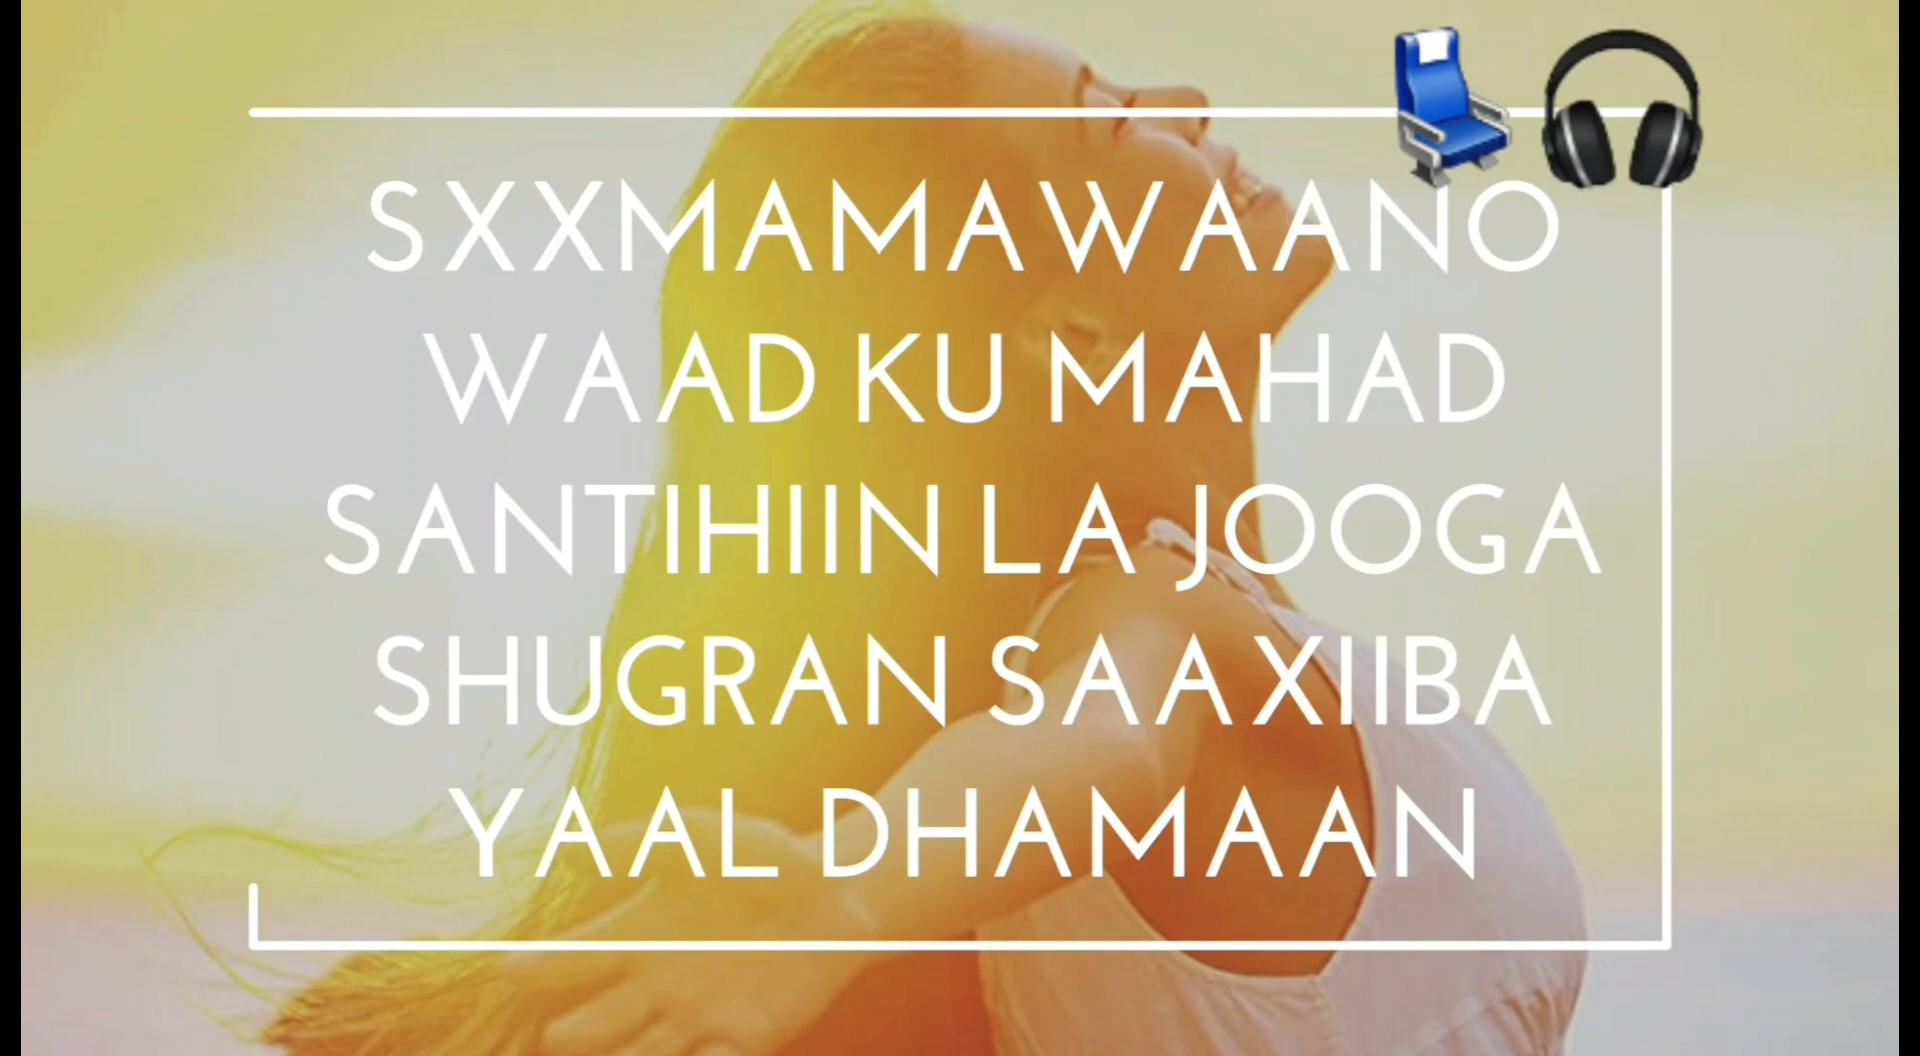 SXXMAMAWAANO
WAAD KU MAHAD
SANTIHIIN LA JOOGA
SHUGRAN SAAXIIBA
YAAL DHAMAAN